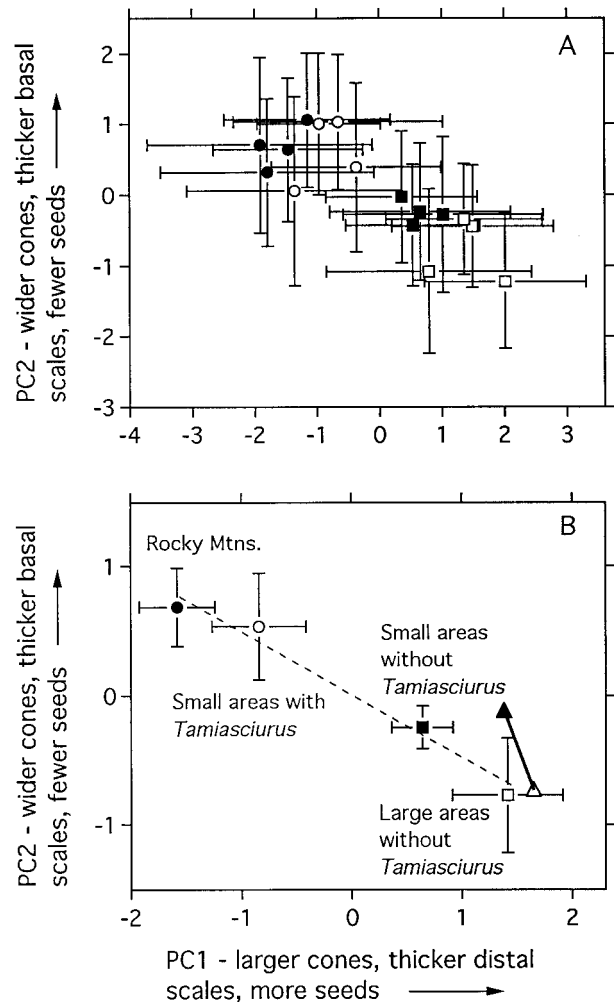 A
2
1
0
-1
-2
-3
-4 -3 -2 -1 0 1 2 3
PC2 - wider cones, thicker basal
scales, fewer seeds
B
Rocky Mtns.
1
0
-1
Small areas
without
Tamiasciurus
Small areas with
Tamiasciurus
Large areas
without
Tamiasciurus
PC2 - wider cones, thicker basal
scales, fewer seeds
-2 -1 0 1 2
PC1 - larger cones, thicker distal
scales, more seeds